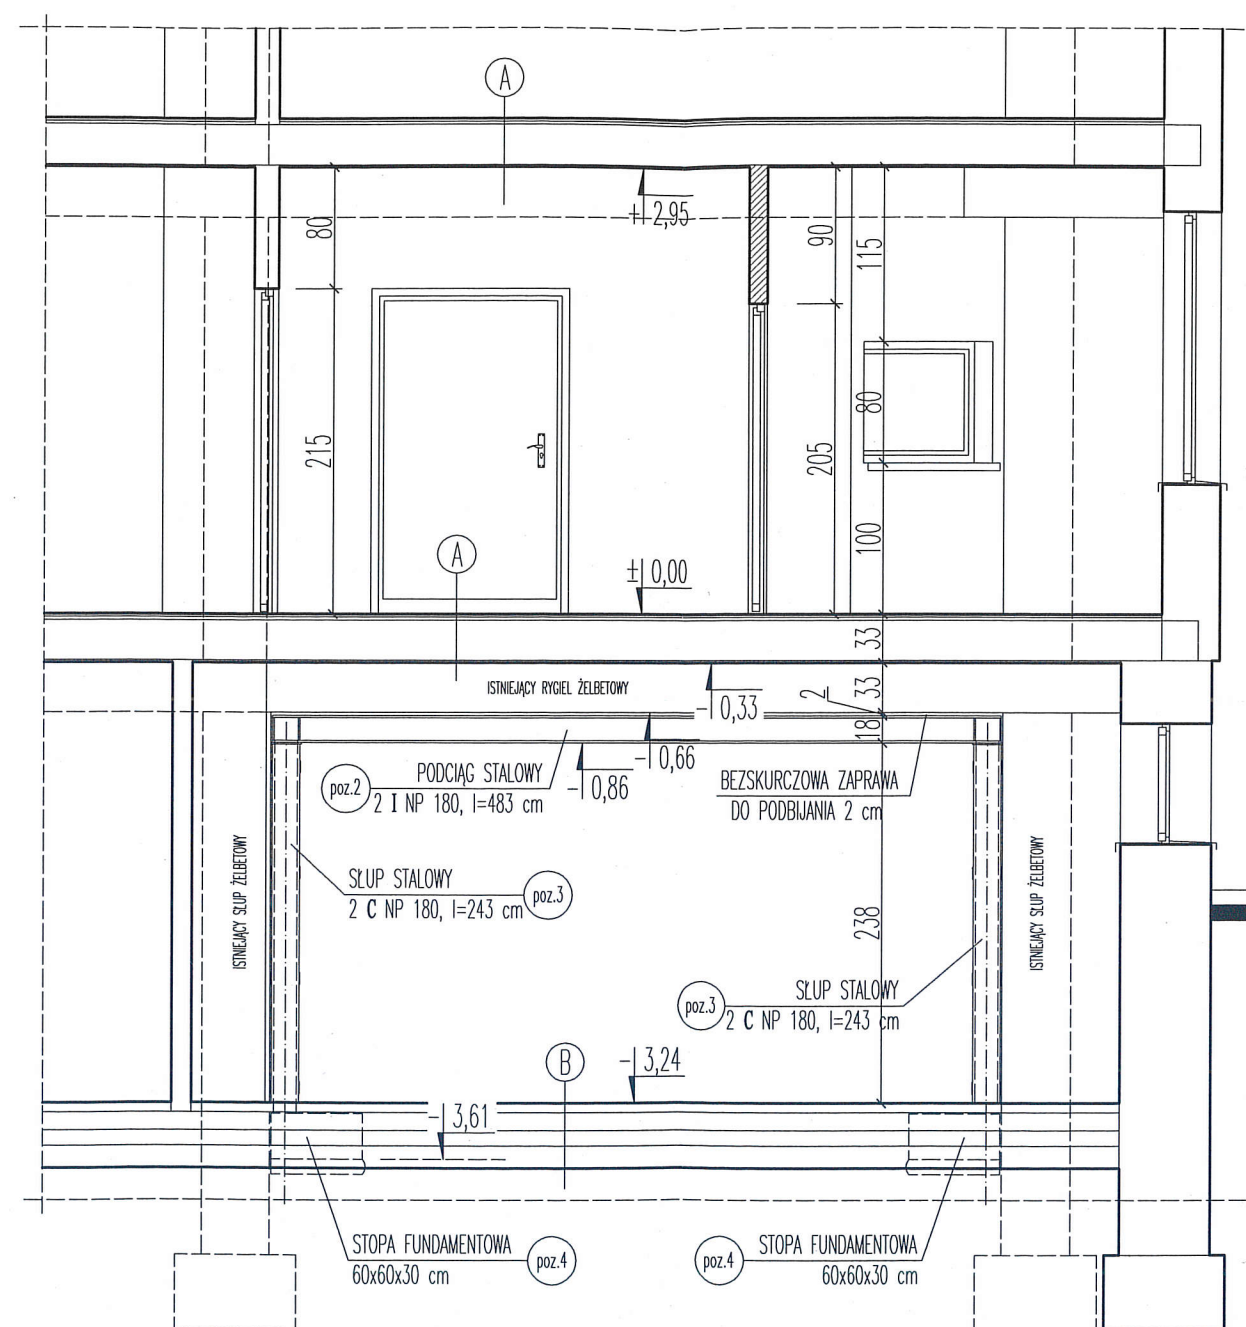 A
+ 2,95
80
90
115
80
215
205
100
A
± 0,00
33
ISTNIEJĄCY RYGIEL ŻELBETOWY
- 0,33
2
33
18
- 0,66
- 0,86
poz.2
PODCIĄG STALOWY
2 I NP 180, l=483 cm
BEZSKURCZOWA ZAPRAWA
DO PODBIJANIA 2 cm
ISTNIEJĄCY SŁUP ŻELBETOWY
SŁUP STALOWY
2 C NP 180, l=243 cm
poz.3
238
ISTNIEJĄCY SŁUP ŻELBETOWY
poz.3
SŁUP STALOWY
2 C NP 180, l=243 cm
B
- 3,24
- 3,61
STOPA FUNDAMENTOWA
60x60x30 cm
poz.4
poz.4
STOPA FUNDAMENTOWA
60x60x30 cm